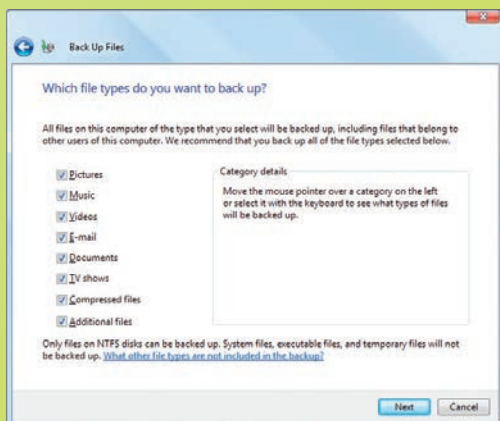 Back Up Files
Which file types do you want to back up?
All files on this computer of the type that you select will be backed up, including files that belong to
other users of this computer. We recommend that you back up all of the file types selected below.
Pictures
Music
Videos
E-mail
Documents
TV shows
Compressed files
Additional files
Category details
Move the mouse pointer over a category on the left
or select it with the keyboard to see what types of files
will be backed up.
Only files on NTFS disks can be backed up. System files, executable files, and temporary files will not
be backed up. What other file types are not included in the backup?
Next
Cancel